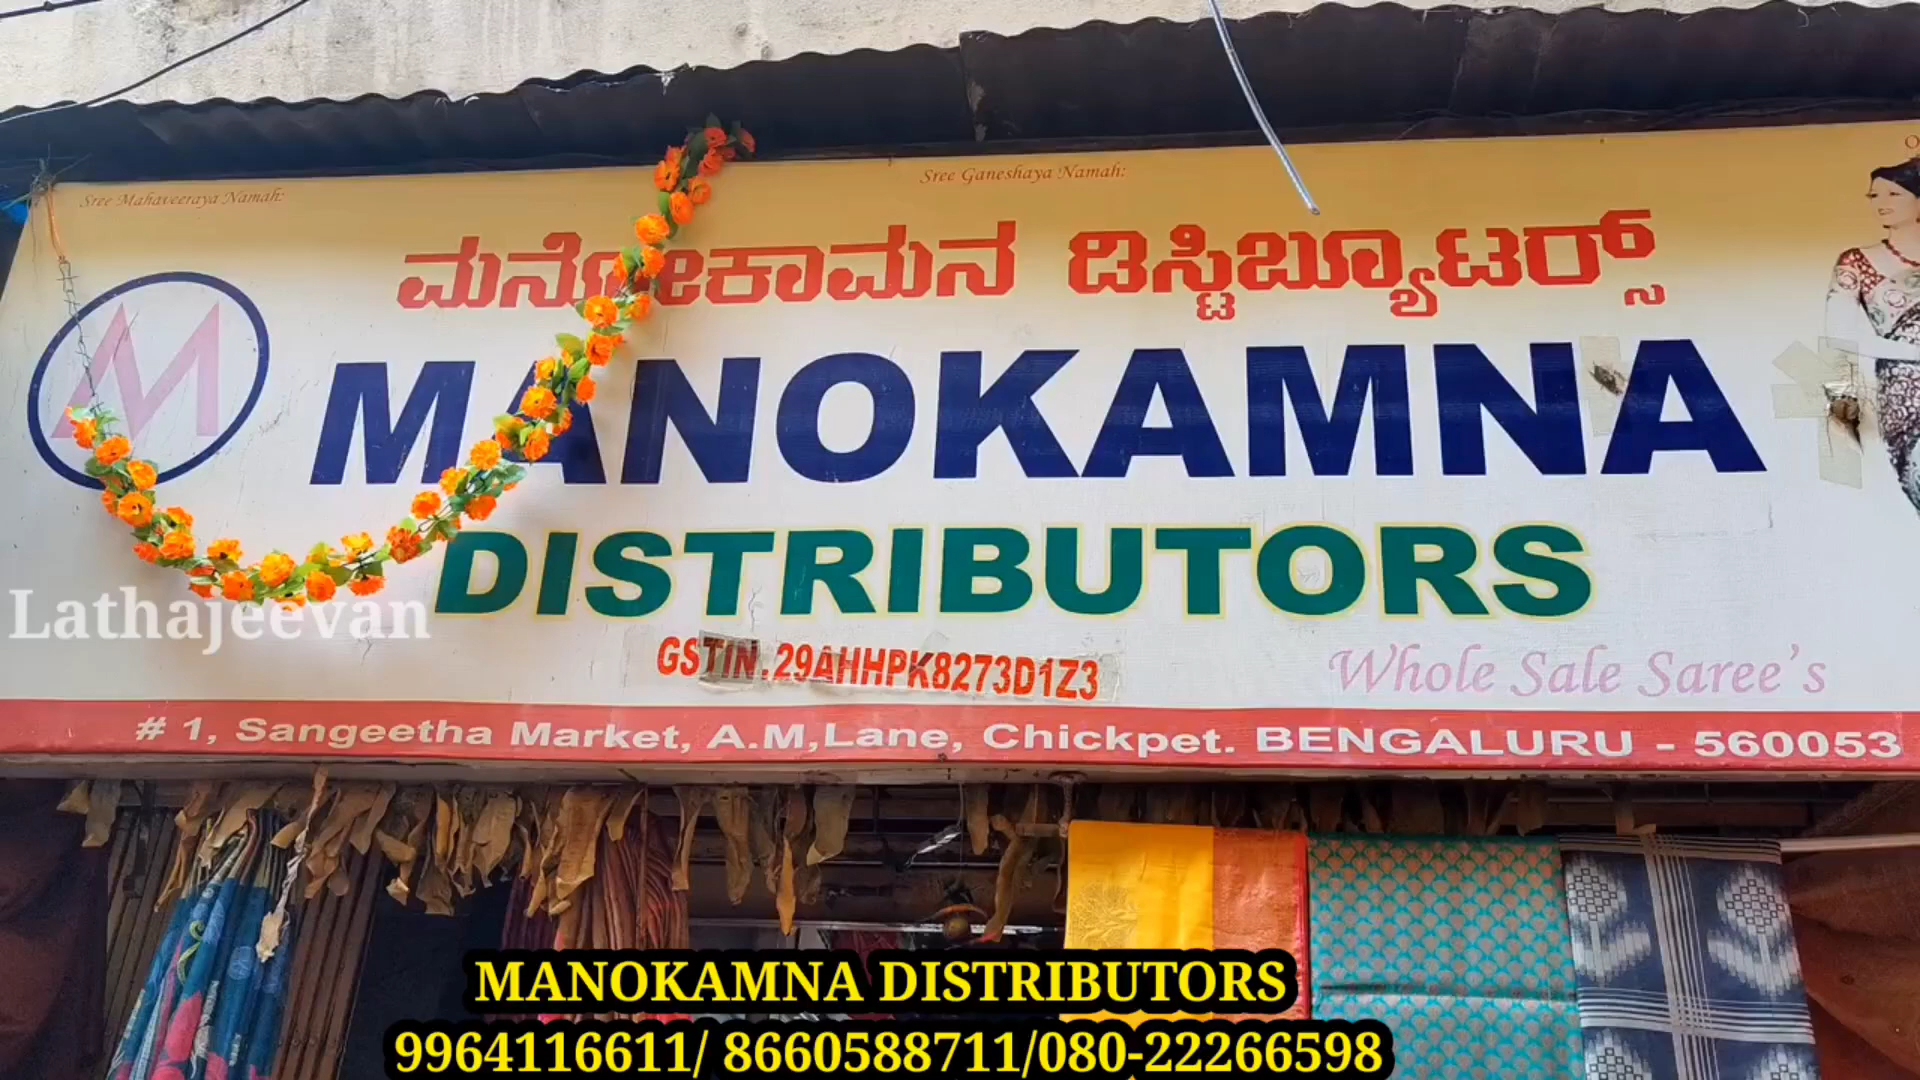 Sree Mahaveeraya Namah:
Sree Ganeshaya Namah:
ಮನೋಕಾಮನ ಡಿಸ್ಟ್ರಿಬ್ಯೂಟರ್ಸ್
M
MANOKAMNA
DISTRIBUTORS
Lathajeevan
GSTIN.29AHHPK8273D1Z3
Whole Sale Saree's
# 1, Sangeetha Market, A.M,Lane, Chickpet. BENGALURU - 560053
MANOKAMNA DISTRIBUTORS
9964116611/ 8660588711/080-22266598